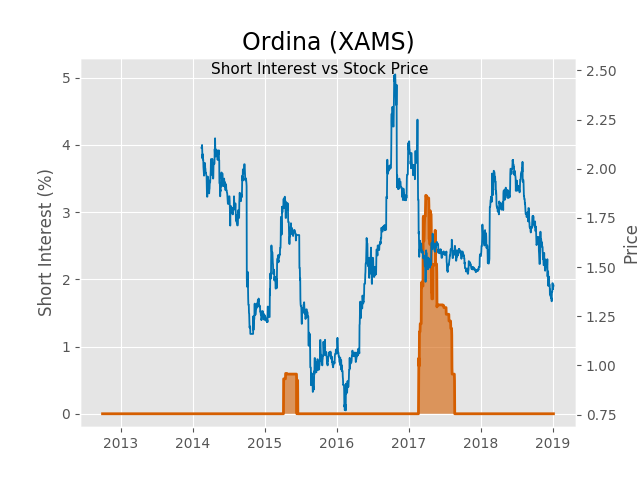 Ordina (XAMS)
Short Interest vs Stock Price
Short Interest (%)
5
4
3
2
1
0
2.50
2.25
2.00
1.75
1.50
1.25
1.00
0.75
Price
2013 2014 2015 2016 2017 2018 2019